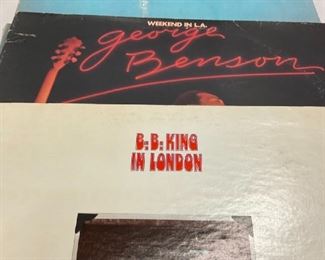 WEEKEND IN L.A.
george
Benson
B. B. KING
IN LONDON